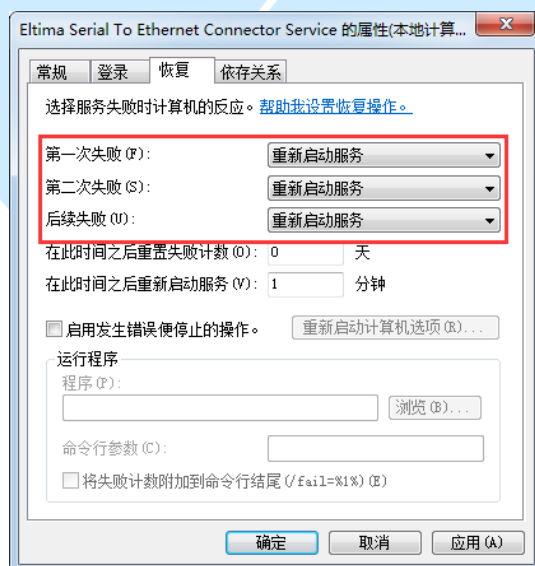 Eltima Serial To Ethernet Connector Service 的属性(本地计算...
常规 登录 恢复 依存关系
选择服务失败时计算机的反应。帮助我设置恢复操作。
第一次失败(F): 重新启动服务
第二次失败(S): 重新启动服务
后续失败(U): 重新启动服务
在此时间之后重置失败计数(O): 0 天
在此时间之后重新启动服务(V): 1 分钟
启用发生错误便停止的操作。 重新启动计算机选项(R)...
运行程序
程序(P):
浏览(B)...
命令行参数(C):
将失败计数附加到命令行结尾(/fail=%1%)(E)
确定 取消 应用(A)